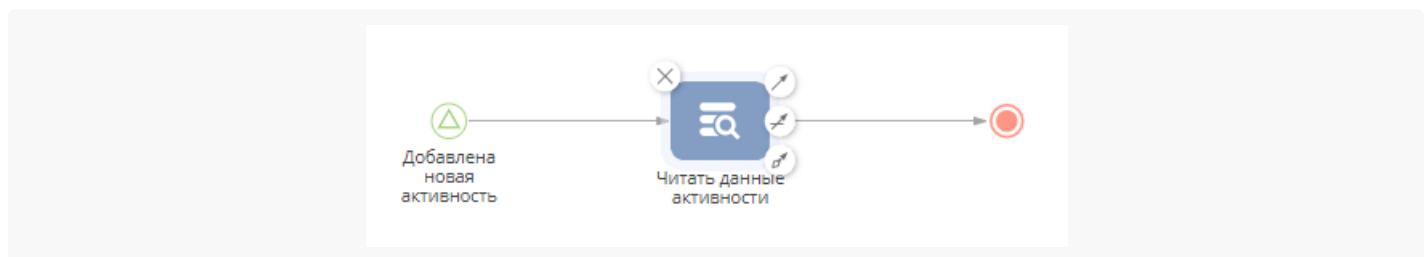 Добавлена
новая
активность
Читать данные
активности